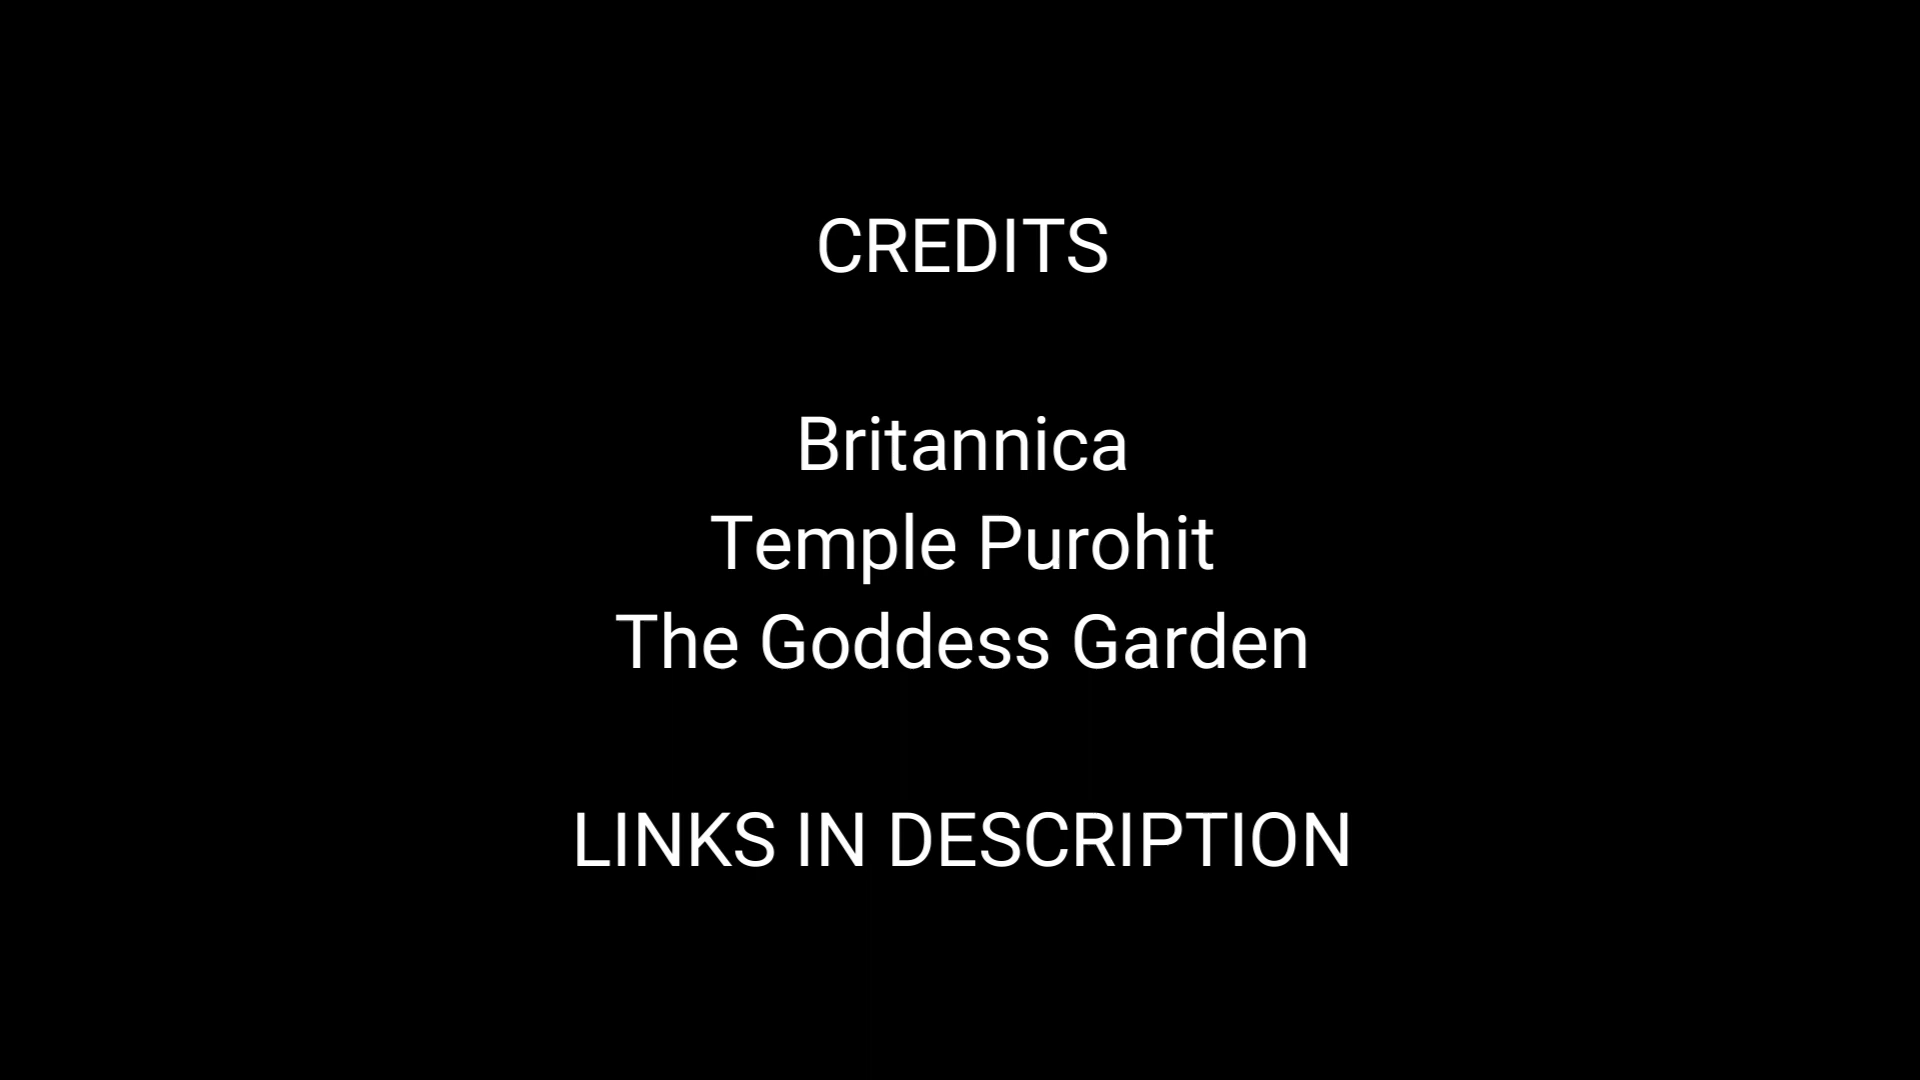 CREDITS
Britannica
Temple Purohit
The Goddess Garden
LINKS IN DESCRIPTION